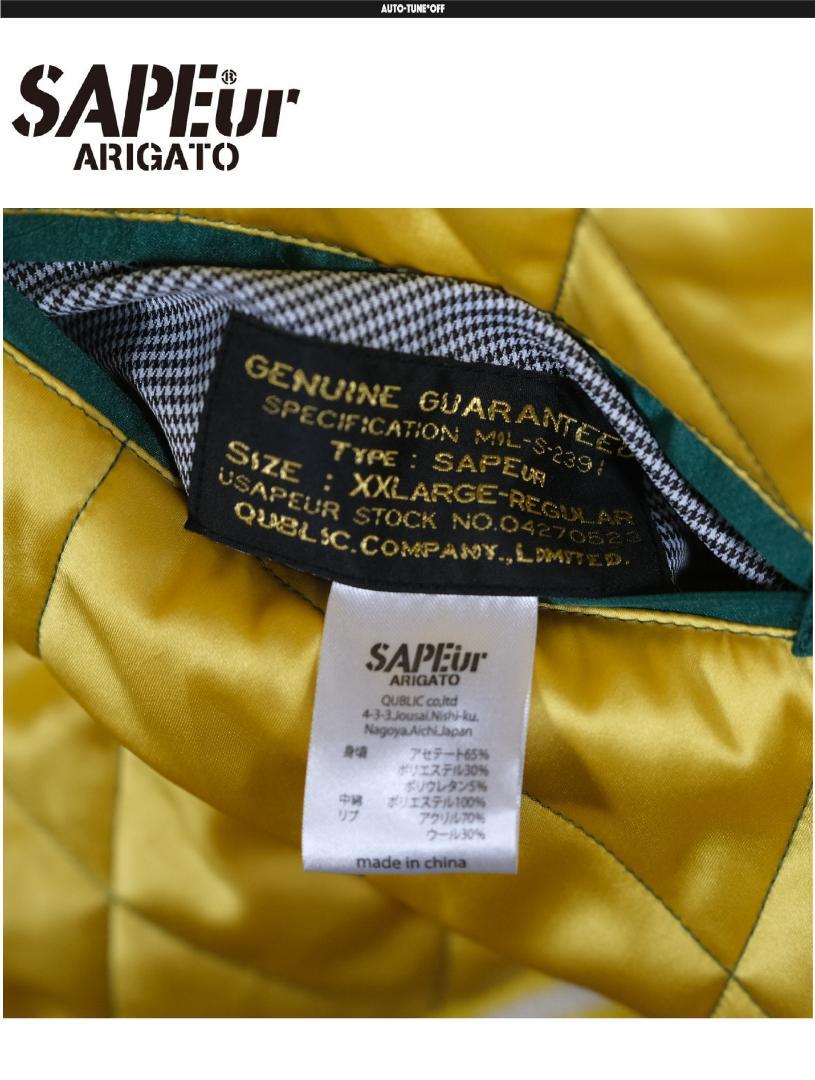 AUTO-TUNE*OFF
SAPEur®
ARIGATO
GENUINE GUARANTEED
SPECIFICATION MIL-S-2391
TYPE : SAPEUR
SIZE : XXLARGE-REGULAR
USAPEUR STOCK NO.04270523
QUBLIC.COMPANY.,LIMITED.
SAPEur
ARIGATO
QUBLIC co,ltd
4-3-3.Jousai.Nishi-ku.
Nagoya.Aichi.Japan
身頃 アセテート65%
ポリエステル30%
ポリウレタン5%
中綿 ポリエステル100%
リブ アクリル70%
ウール30%
made in china